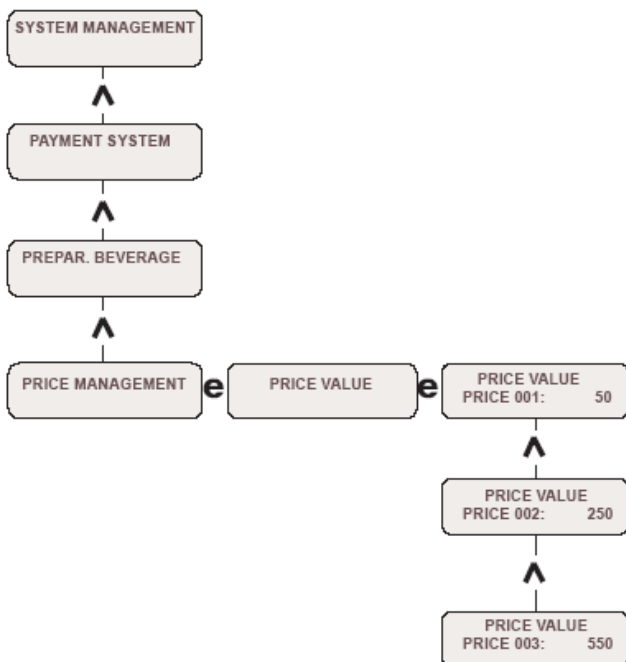 SYSTEM MANAGEMENT
^
PAYMENT SYSTEM
^
PREPAR. BEVERAGE
^
PRICE MANAGEMENT e PRICE VALUE e PRICE VALUE
PRICE 001: 50
^
PRICE VALUE
PRICE 002: 250
^
PRICE VALUE
PRICE 003: 550